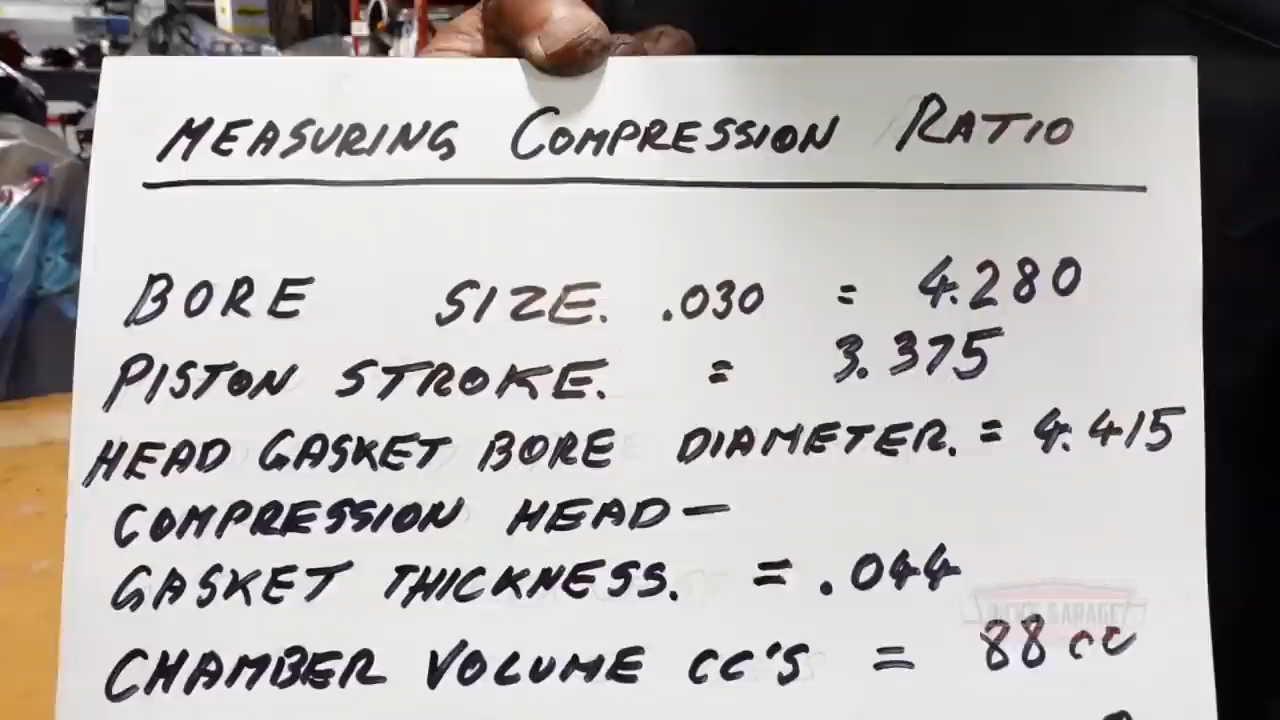 MEASURING COMPRESSION RATIO
BORE SIZE. .030 = 4.280
PISTON STROKE. = 3.375
HEAD GASKET BORE DIAMETER. = 4.415
COMPRESSION HEAD—
GASKET THICKNESS. = .044
GARAGE
CHAMBER VOLUME CC'S = 88 cc